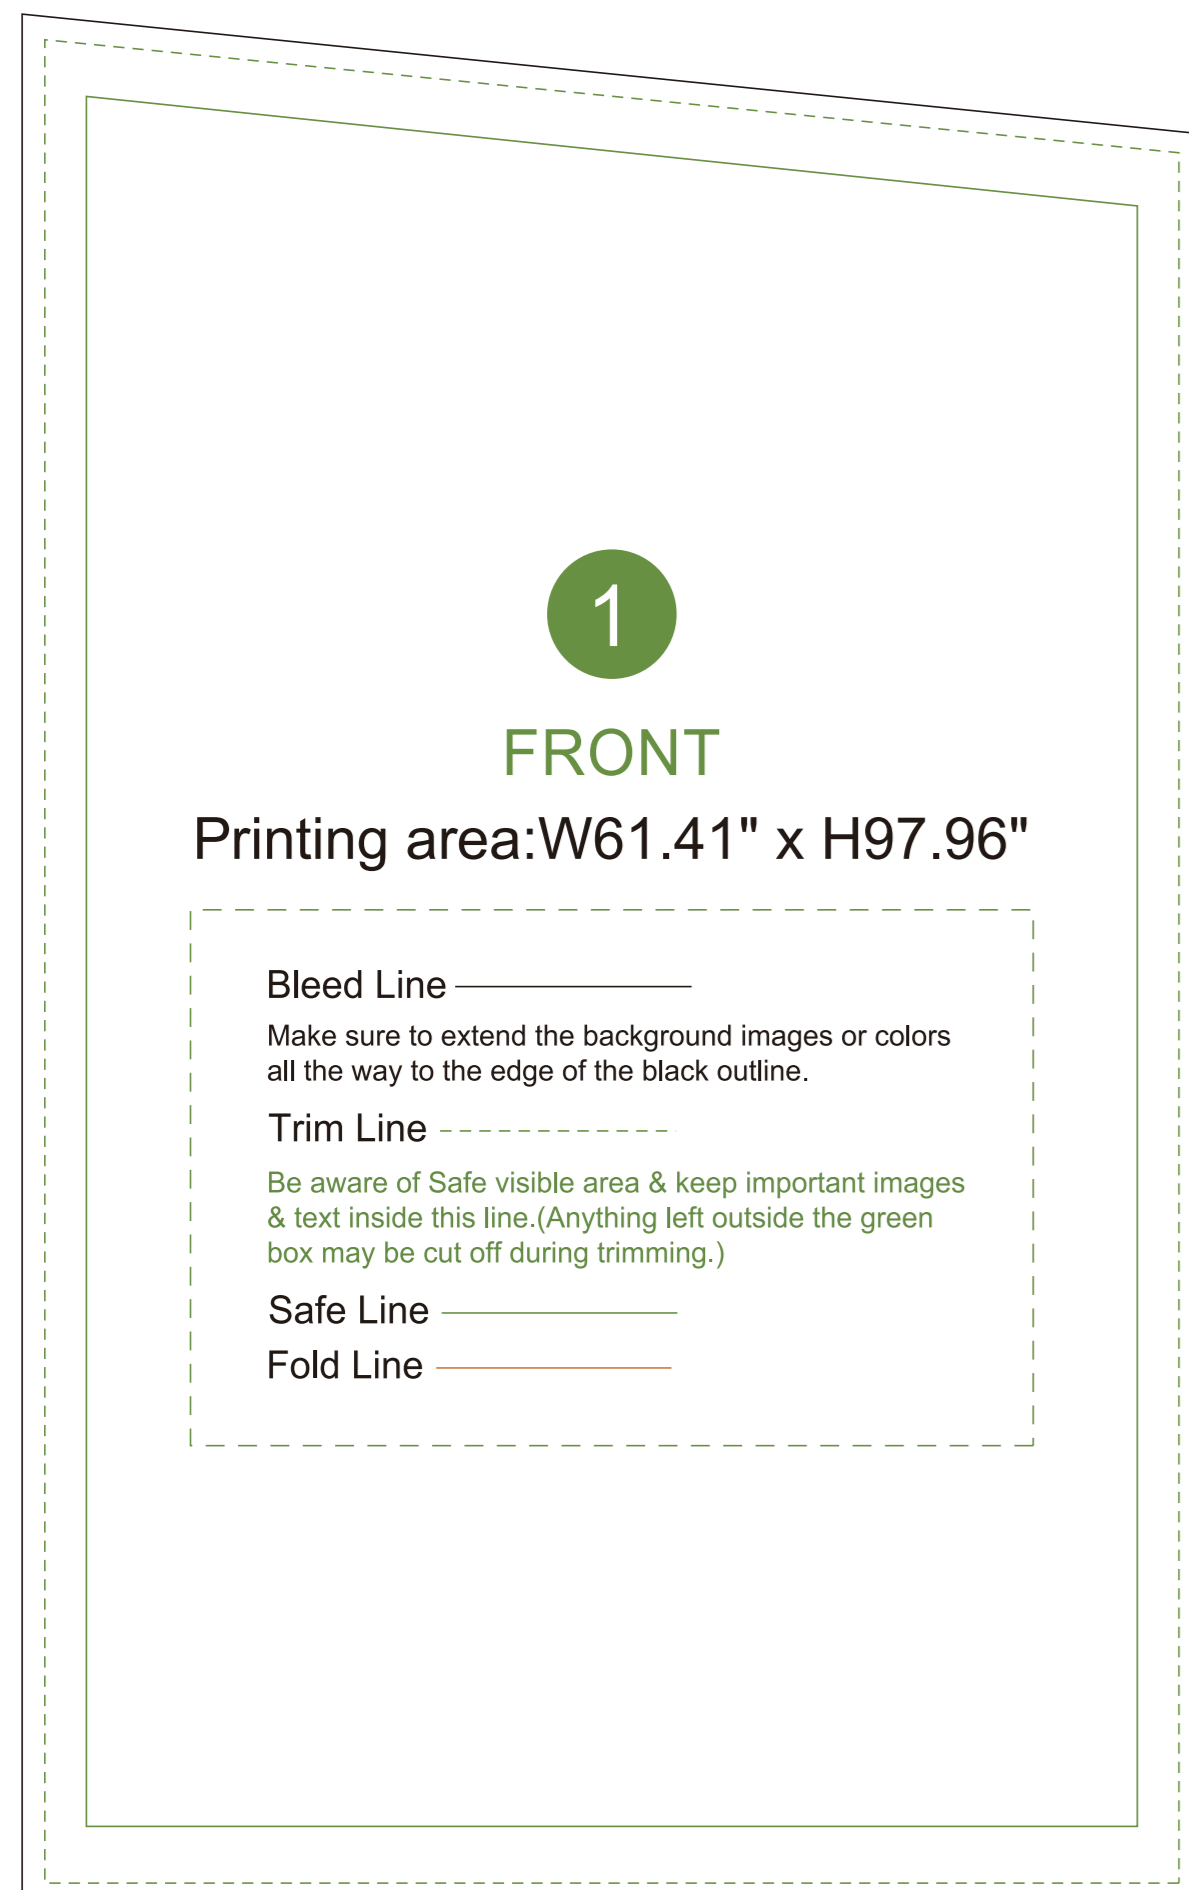 1
FRONT
Printing area:W61.41" x H97.96"
Bleed Line
Make sure to extend the background images or colors
all the way to the edge of the black outline.
Trim Line
Be aware of Safe visible area & keep important images
& text inside this line.(Anything left outside the green
box may be cut off during trimming.)
Safe Line
Fold Line